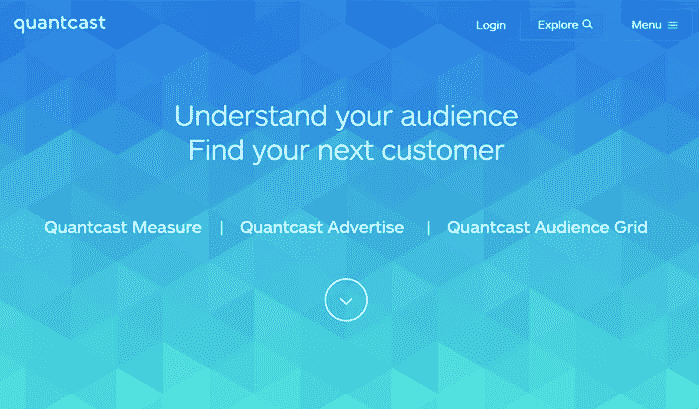 quantcast
Login
Explore
Menu
Understand your audience
Find your next customer
Quantcast Measure | Quantcast Advertise | Quantcast Audience Grid